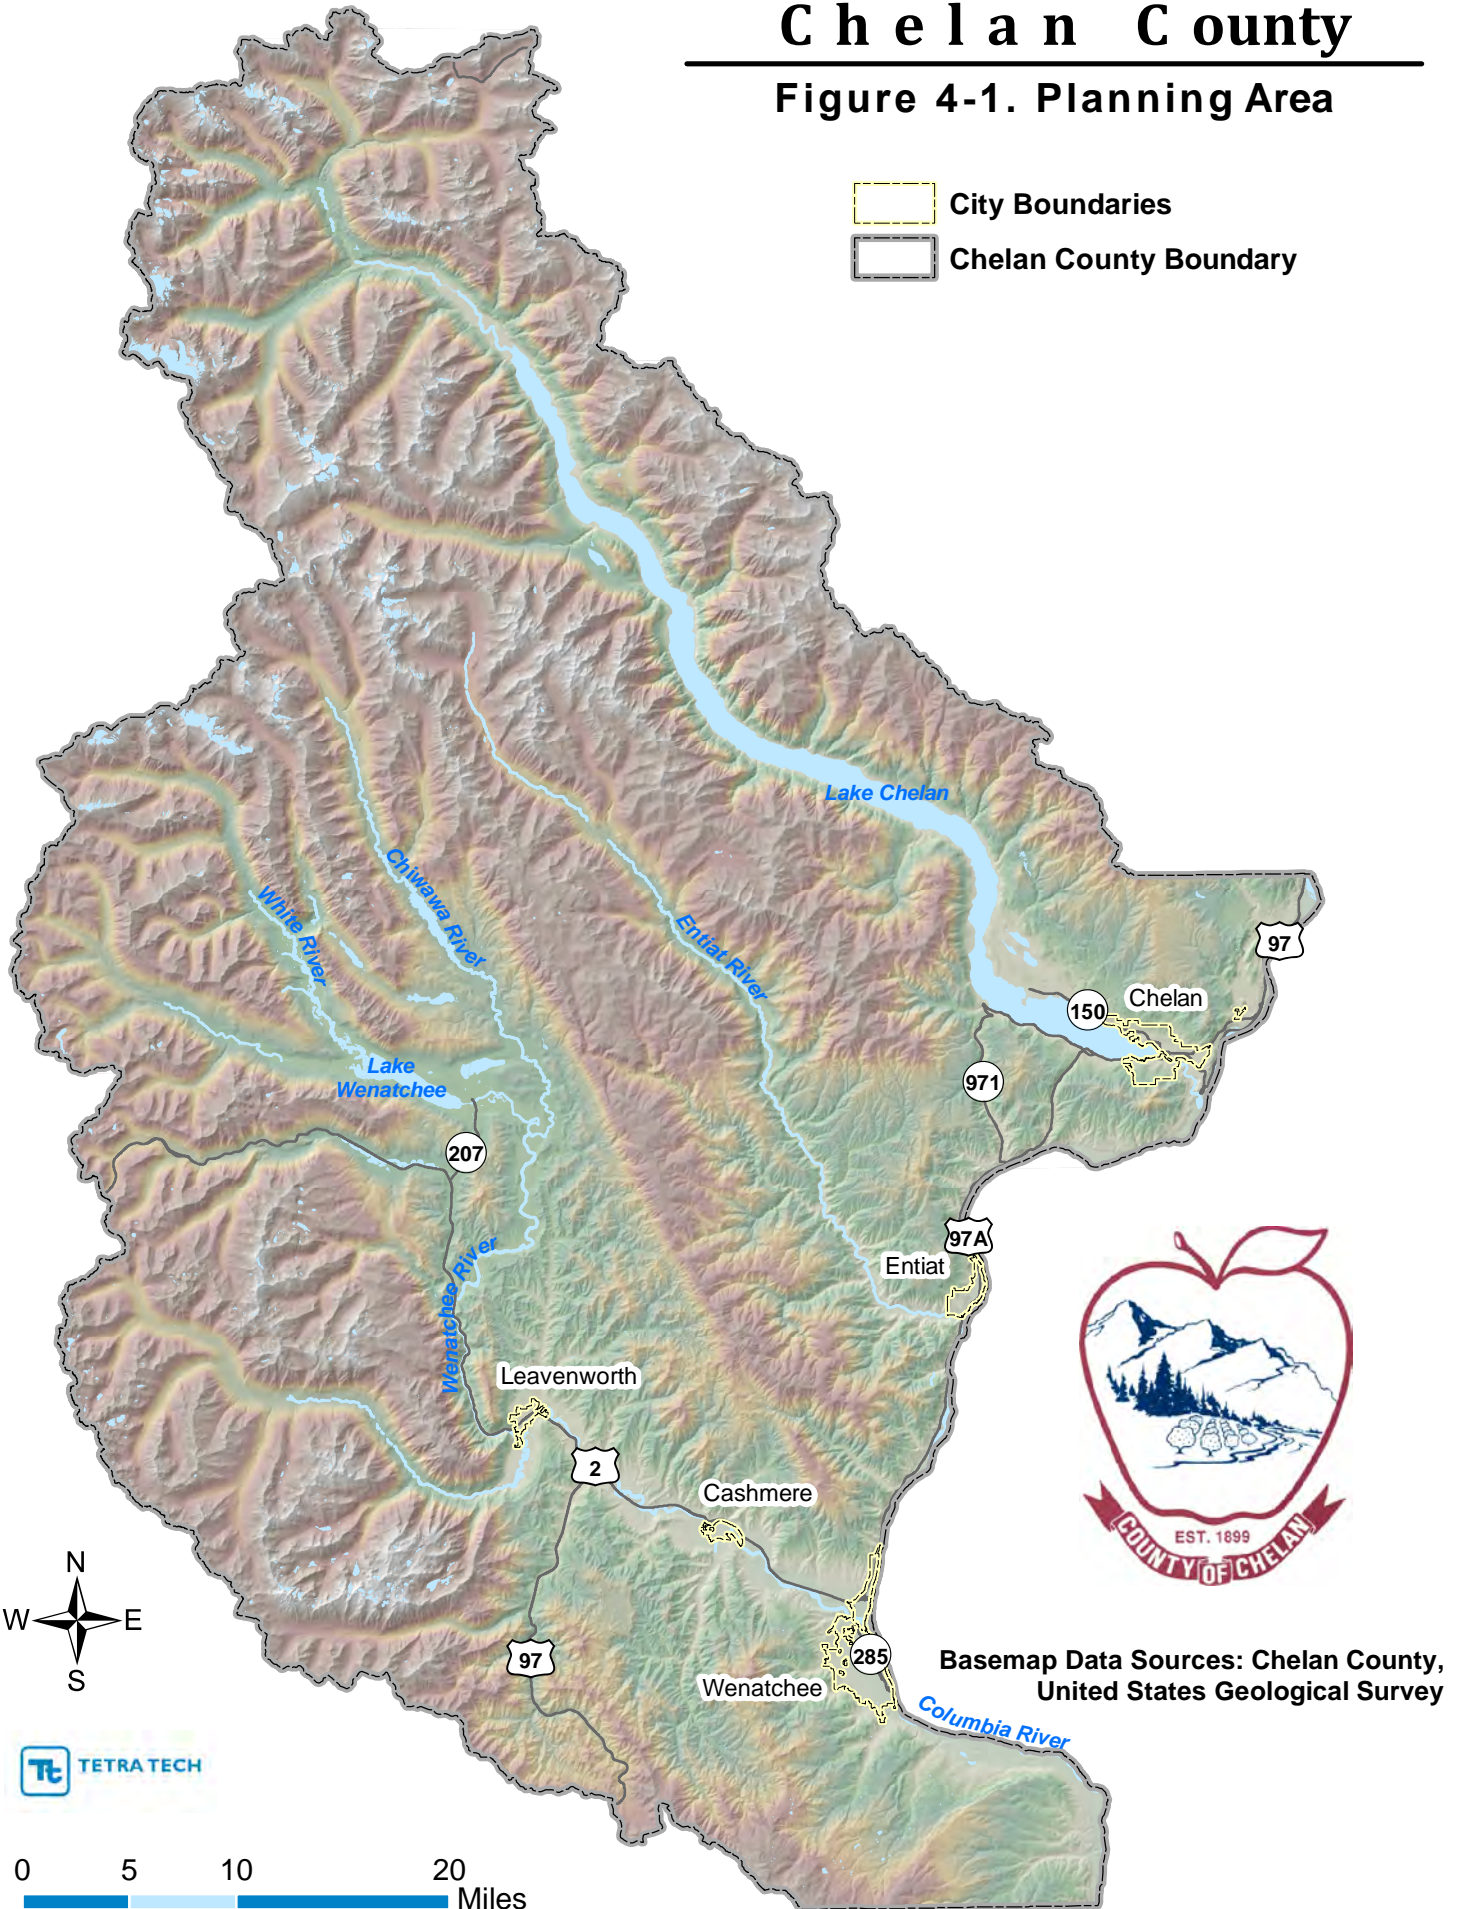 Chelan County
Figure 4-1. Planning Area
City Boundaries
Chelan County Boundary
Lake Chelan
Chiwawa River
White River
Entiat River
97
150
Chelan
971
Lake
Wenatchee
207
97A
Entiat
Wenatchee River
Leavenworth
2
Cashmere
EST. 1899
COUNTY OF CHELAN
N
W
E
S
97
285
Wenatchee
Basemap Data Sources: Chelan County,
United States Geological Survey
Columbia River
Tt TETRA TECH
0 5 10 20
Miles